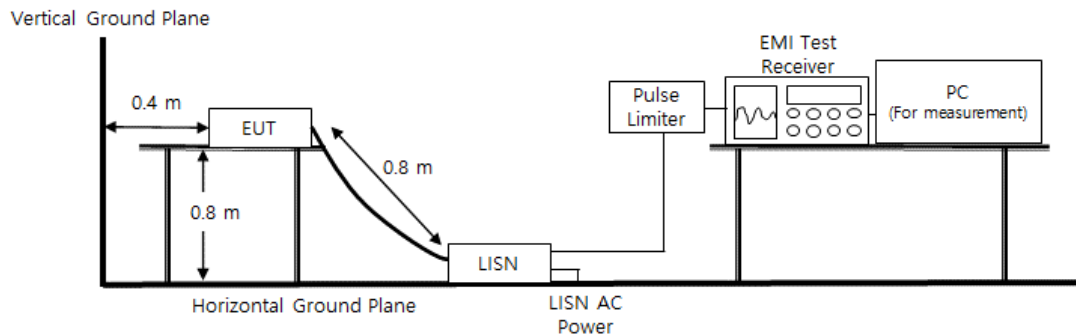 Vertical Ground Plane
EMI Test
Receiver
PC
(For measurement)
Pulse
Limiter
0.4 m
EUT
0.8 m
0.8 m
LISN
Horizontal Ground Plane
LISN AC
Power